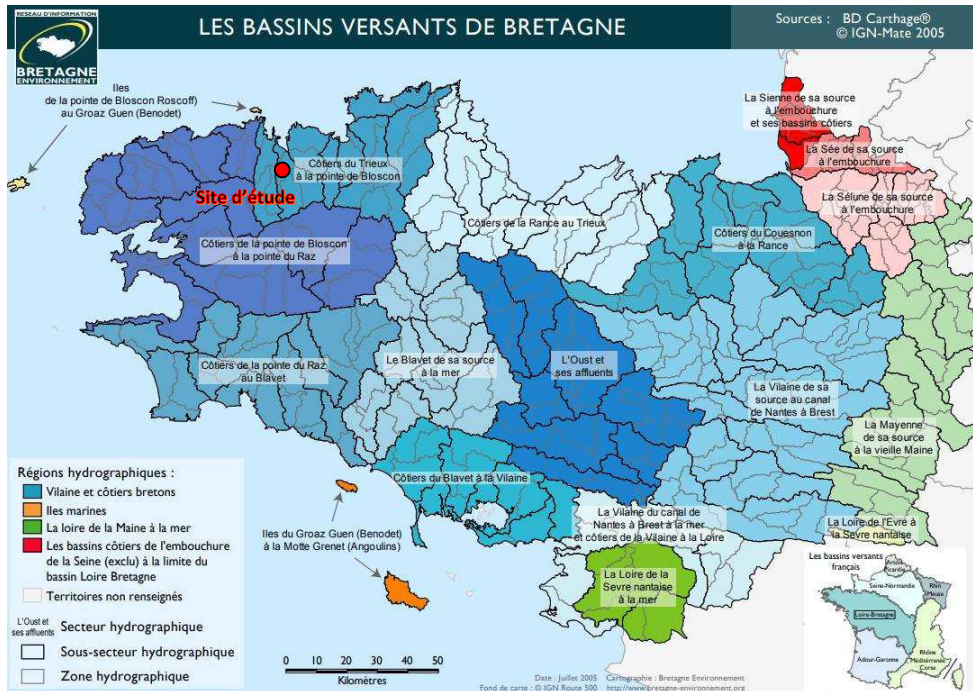 RESEAU D'INFORMATION
BRETAGNE
ENVIRONNEMENT
LES BASSINS VERSANTS DE BRETAGNE
Sources : BD Carthage®
© IGN-Mate 2005
Iles
de la pointe de Bloscon Roscoff)
au Groaz Guen (Benodet)
La Sienne de sa source
à l'embouchure
et ses bassins côtiers
La Sée de sa source
à l'embouchure
Côtiers du Trieux
à la pointe de Bloscon
Site d'étude
La Sélune de sa source
à l'embouchure
Côtiers de la Rance au Trieux
Côtiers du Couesnon
à la Rance
Côtiers de la pointe de Bloscon
à la pointe du Raz
Le Blavet de sa source
à la mer
L'Oust et
ses affluents
Côtiers de la pointe du Raz
au Blavet
La Vilaine de sa
source au canal
de Nantes à Brest
La Mayenne
de sa source
à la vieille Maine
Côtiers du Blavet à la Vilaine
La Vilaine du canal de
Nantes à Brest à la mer
et côtiers de la Vilaine à la Loire
La Loire de l'Evre à
la Sevre nantaise
Iles du Groaz Guen (Benodet)
à la Motte Grenet (Angoulins)
La Loire de la
Sevre nantaise
à la mer
Régions hydrographiques :
Vilaine et côtiers bretons
Iles marines
La loire de la Maine à la mer
Les bassins côtiers de l'embouchure
de la Seine (exclu) à la limite du
bassin Loire Bretagne
Territoires non renseignés
L'Oust et
ses affluents
Secteur hydrographique
Sous-secteur hydrographique
Zone hydrographique
0 10 20 30 40 50
Kilomètres
Date : Juillet 2005 Cartographie : Bretagne Environnement
Fond de carte : © IGN Route 500 http://www.bretagne-environnement.org
Les bassins versants
français
Artois
Picardie
Seine-Normandie
Rhin
Meuse
Loire-Bretagne
Adour-Garonne
Rhône
Méditerranée
Corse